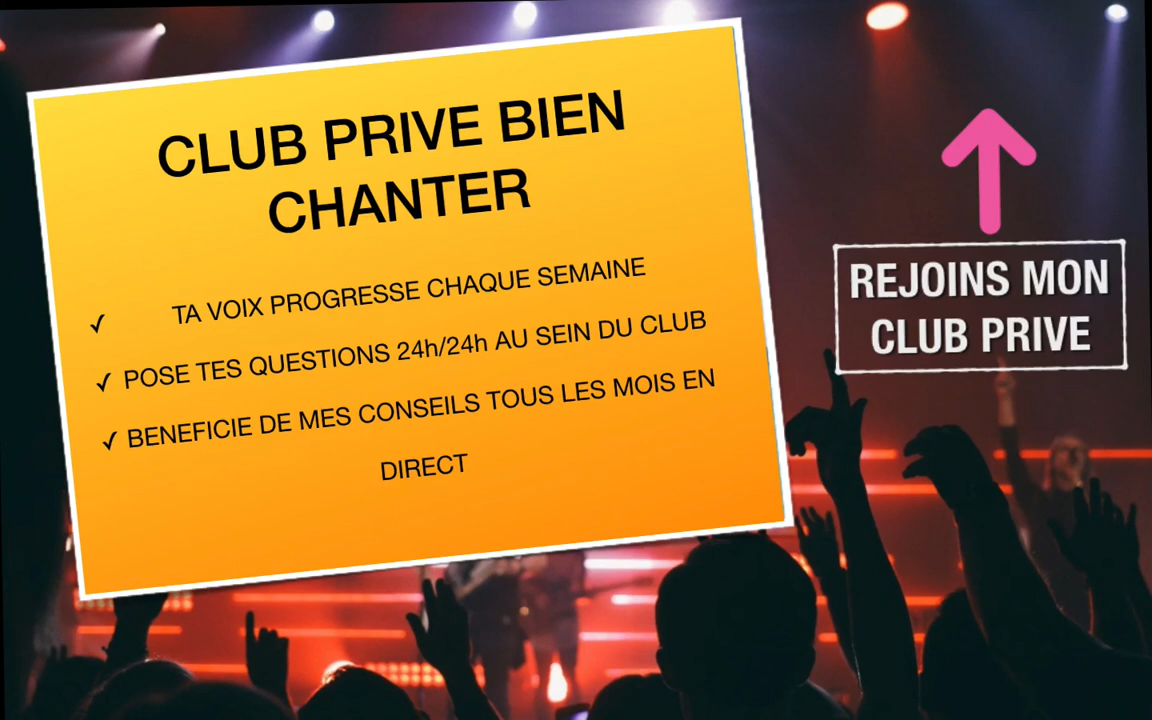 CLUB PRIVE BIEN
CHANTER
✓ TA VOIX PROGRESSE CHAQUE SEMAINE
✓ POSE TES QUESTIONS 24h/24h AU SEIN DU CLUB
✓ BENEFICIE DE MES CONSEILS TOUS LES MOIS EN
DIRECT
REJOINS MON
CLUB PRIVE